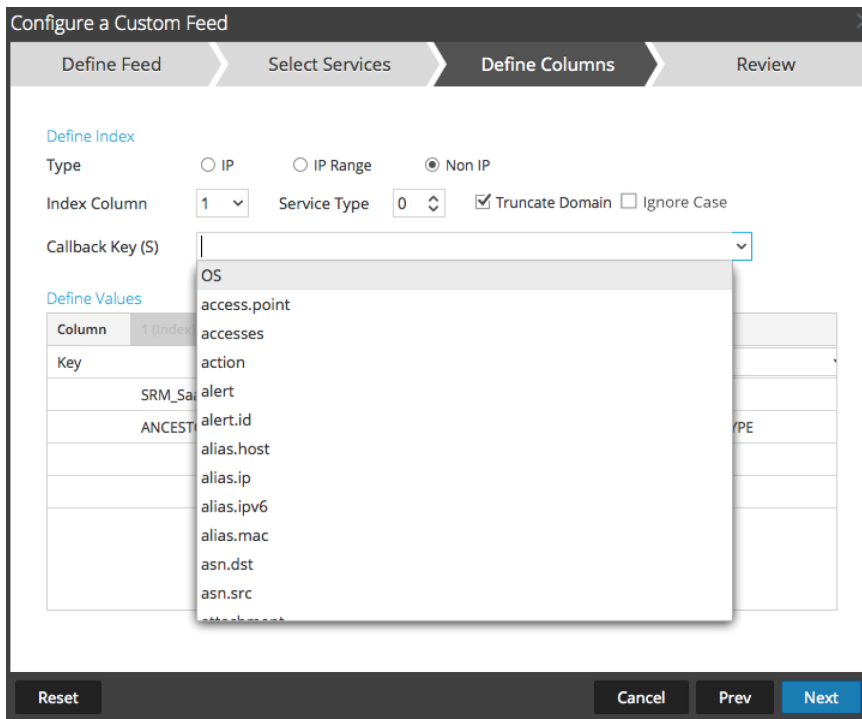 Configure a Custom Feed
Define Feed Select Services Define Columns Review
Define Index
Type IP IP Range Non IP
Index Column 1 Service Type 0 Truncate Domain Ignore Case
Callback Key (S)
OS
Define Values
access.point
Column 1 (Index)
accesses
Key
action
SRM_Saa
alert
alert.id
alias.host
alias.ip
alias.ipv6
alias.mac
asn.dst
asn.src
Reset Cancel Prev Next